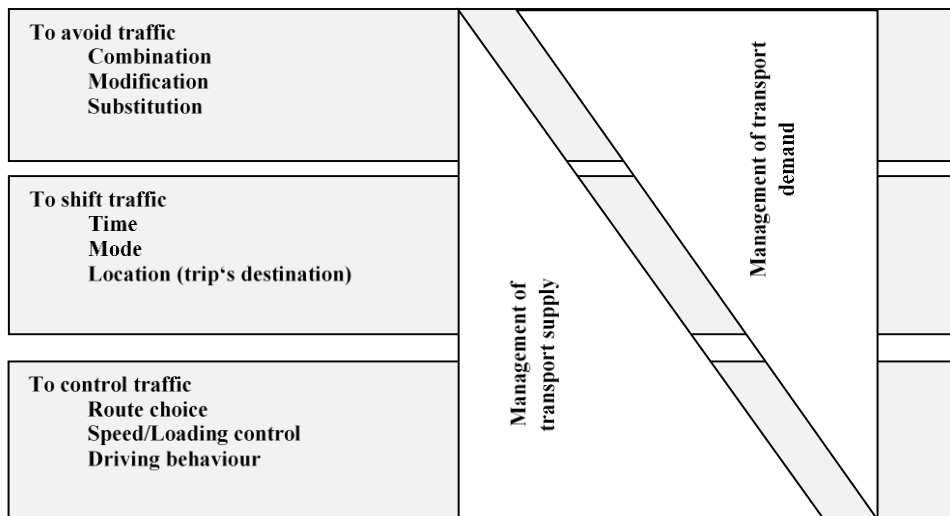 To avoid traffic
Combination
Modification
Substitution
To shift traffic
Time
Mode
Location (trip‘s destination)
To control traffic
Route choice
Speed/Loading control
Driving behaviour
Management of
transport supply
Management of transport
demand